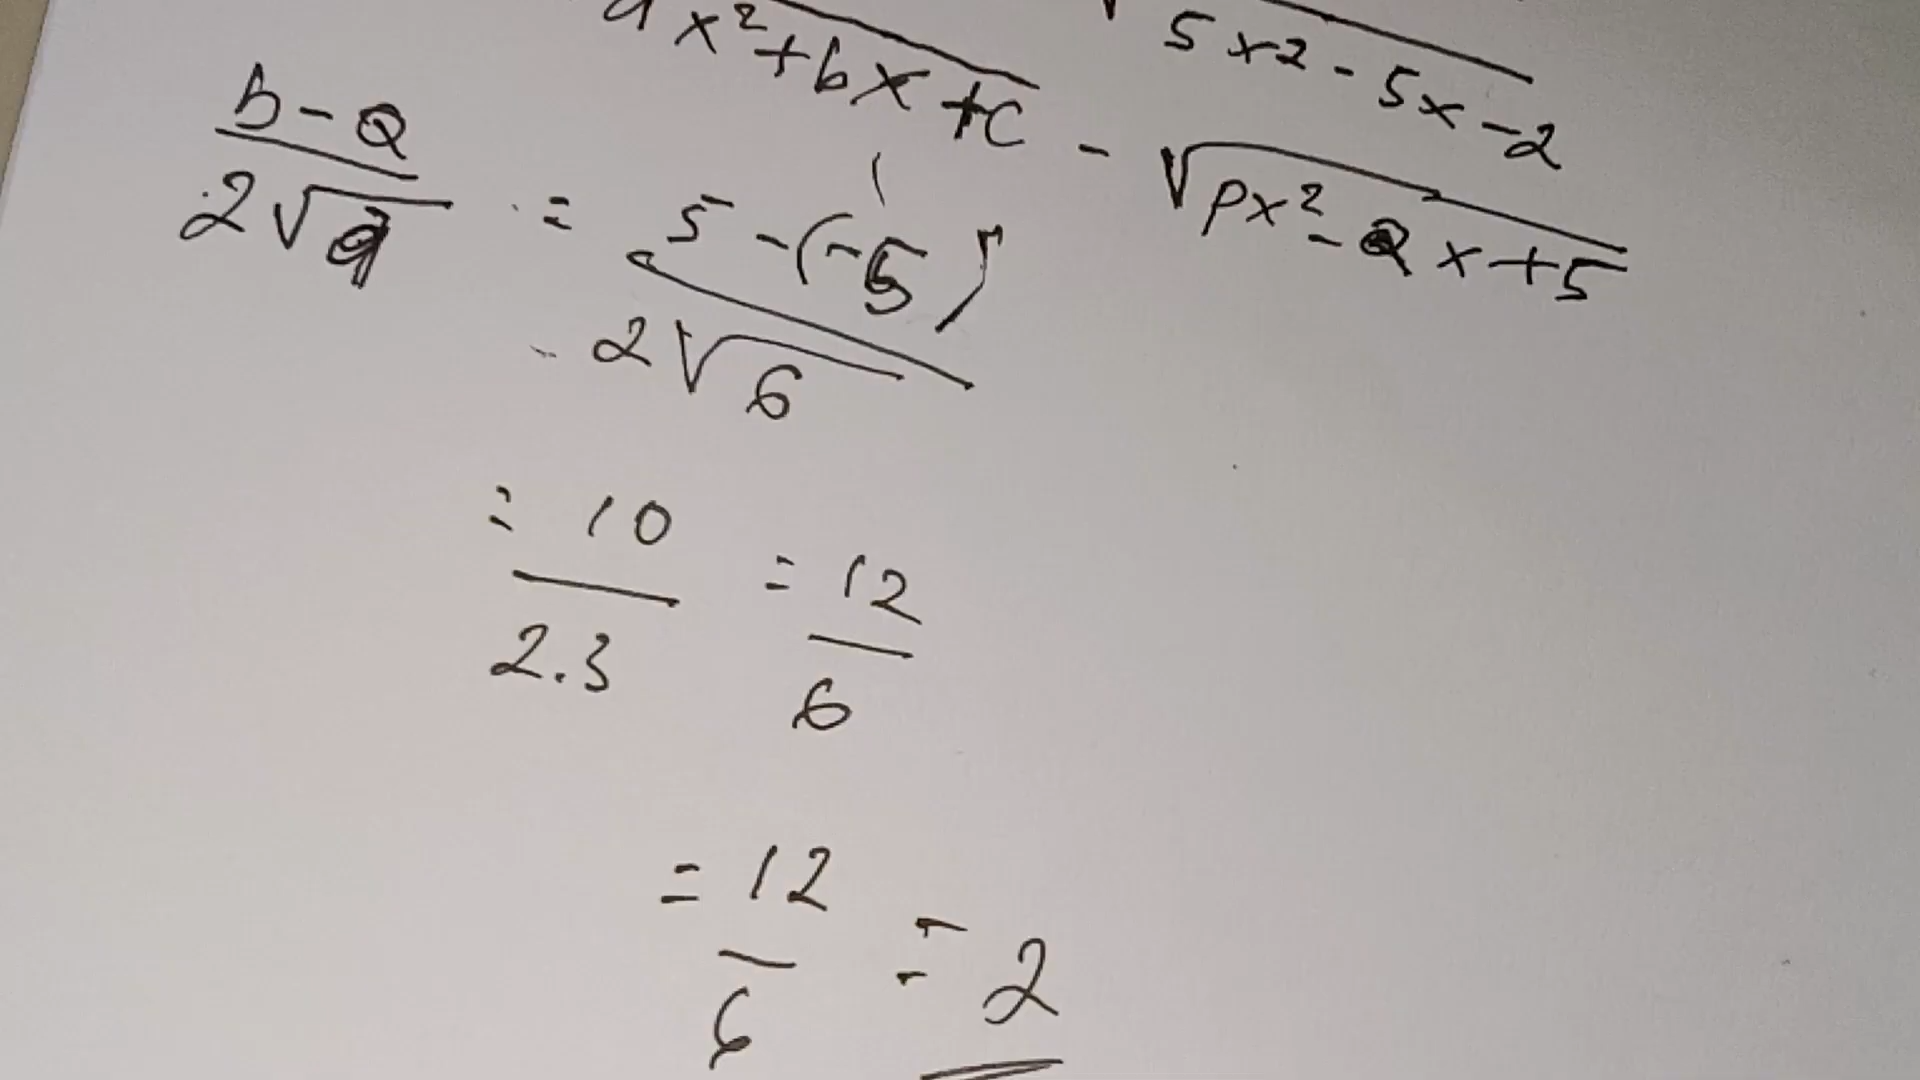 √5x2 - 5x - 2
√ax²+bx+c - √px²-Qx+5
b-Q / 2√a = 5-(-5) / 2√6
= 10 / 2.3 = 12 / 6
= 12 / 6 = 2